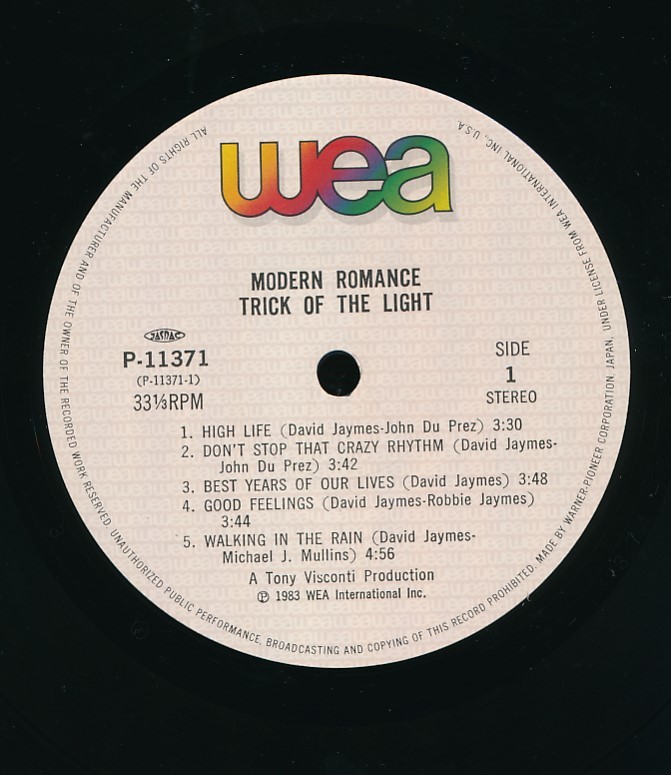 wea
MODERN ROMANCE
TRICK OF THE LIGHT
JASRAC
P-11371
(P-11371-1)
33⅓RPM
SIDE
1
STEREO
1. HIGH LIFE (David Jaymes-John Du Prez) 3:30
2. DON'T STOP THAT CRAZY RHYTHM (David Jaymes-
John Du Prez) 3:42
3. BEST YEARS OF OUR LIVES (David Jaymes) 3:48
4. GOOD FEELINGS (David Jaymes-Robbie Jaymes)
3:44
5. WALKING IN THE RAIN (David Jaymes-
Michael J. Mullins) 4:56
A Tony Visconti Production
Ⓟ 1983 WEA International Inc.
ALL RIGHTS OF THE MANUFACTURER AND OF THE OWNER OF THE RECORDED WORK RESERVED. UNAUTHORIZED PUBLIC PERFORMANCE, BROADCASTING AND COPYING OF THIS RECORD PROHIBITED. MADE BY WARNER-PIONEER CORPORATION JAPAN, UNDER LICENSE FROM WEA INTERNATIONAL INC., U.S.A.